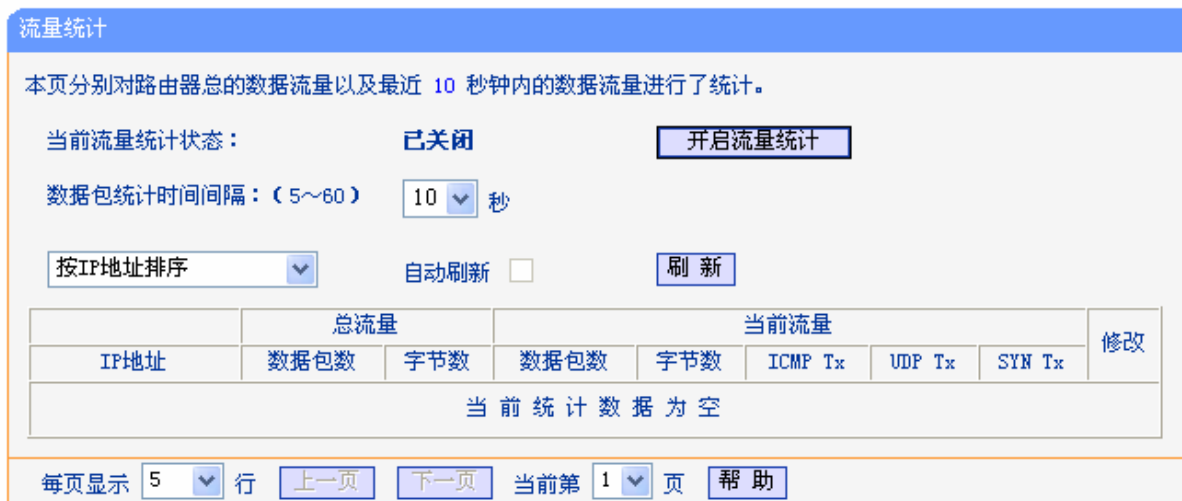 流量统计
本页分别对路由器总的数据流量以及最近 10 秒钟内的数据流量进行了统计。
当前流量统计状态： 已关闭 开启流量统计
数据包统计时间间隔：（5～60） 10 秒
按IP地址排序 自动刷新 刷 新
总流量 当前流量 修改
IP地址 数据包数 字节数 数据包数 字节数 ICMP Tx UDP Tx SYN Tx
当 前 统 计 数 据 为 空
每页显示 5 行 上一页 下一页 当前第 1 页 帮 助